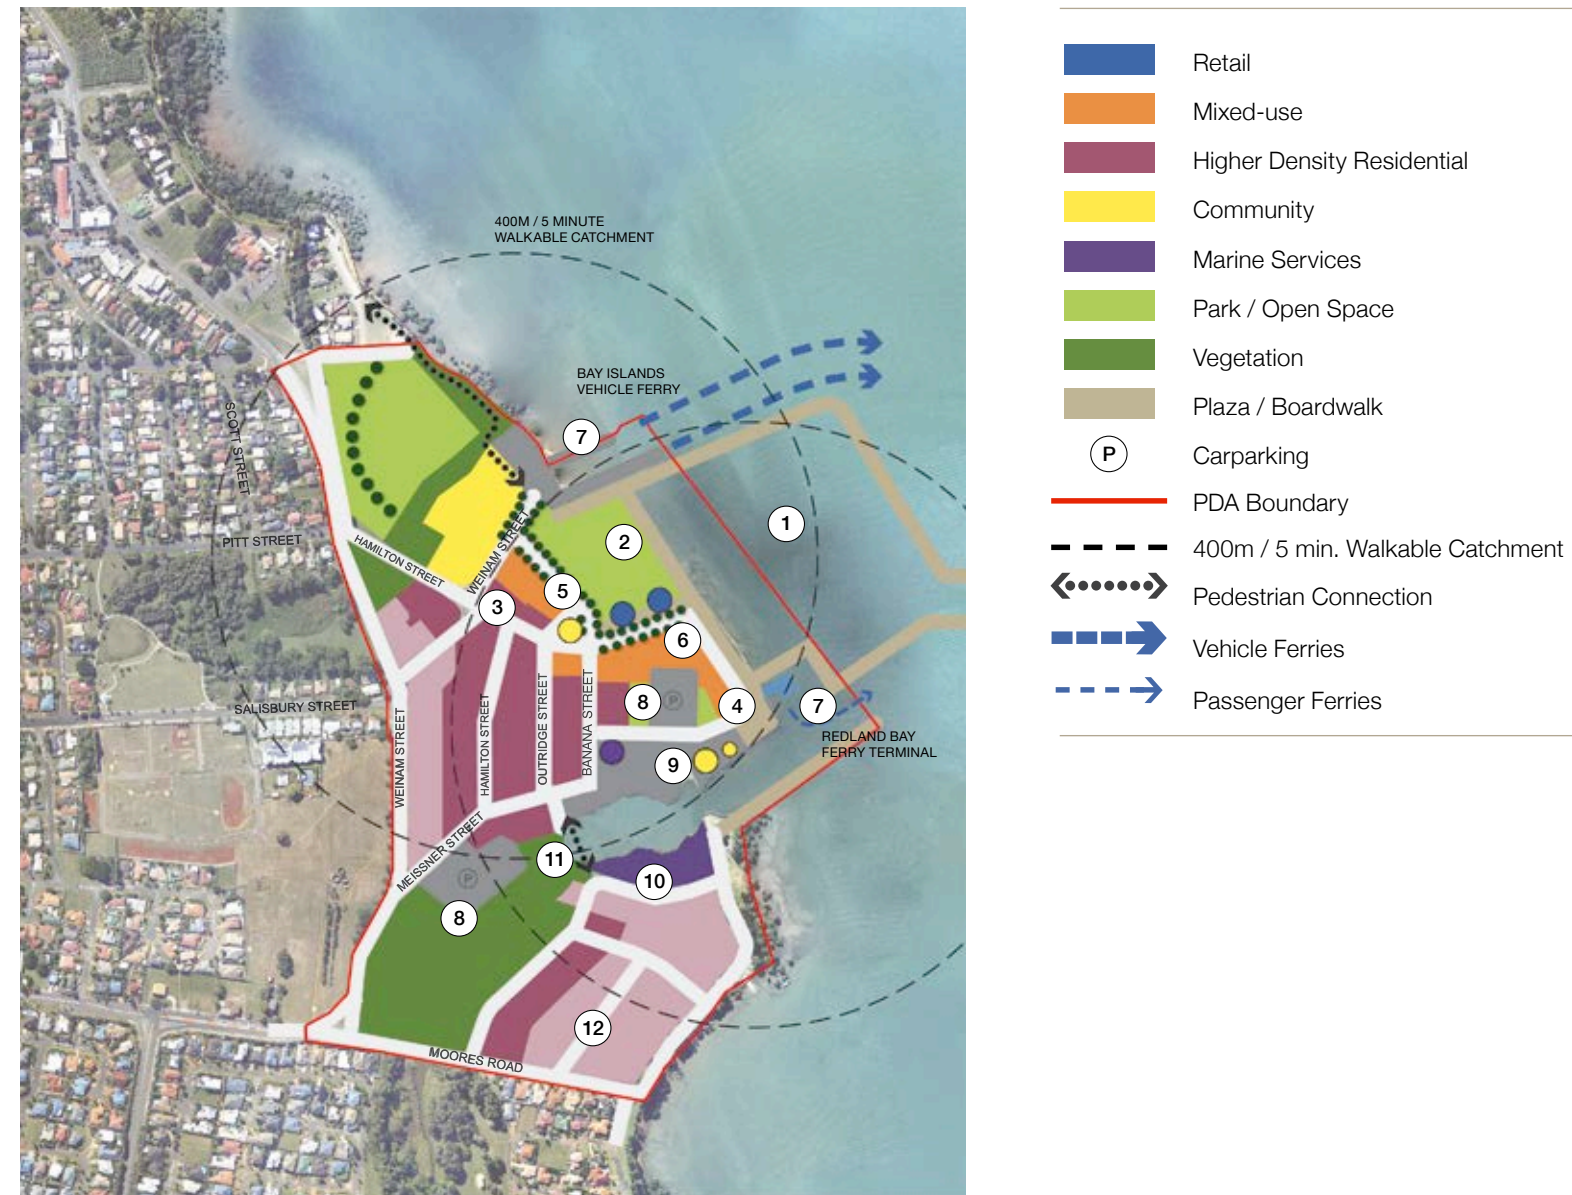 400M / 5 MINUTE
WALKABLE CATCHMENT
BAY ISLANDS
VEHICLE FERRY
7
SCOTT STREET
1
2
PITT STREET
HAMILTON STREET
WEINAM STREET
5
3
6
SALISBURY STREET
WEINAM STREET
HAMILTON STREET
OUTRIDGE STREET
BANANA STREET
8
P
4
7
REDLAND BAY
FERRY TERMINAL
9
MEISSNER STREET
11
10
P
8
12
MOORES ROAD
Retail
Mixed-use
Higher Density Residential
Community
Marine Services
Park / Open Space
Vegetation
Plaza / Boardwalk
P Carparking
PDA Boundary
400m / 5 min. Walkable Catchment
Pedestrian Connection
Vehicle Ferries
Passenger Ferries